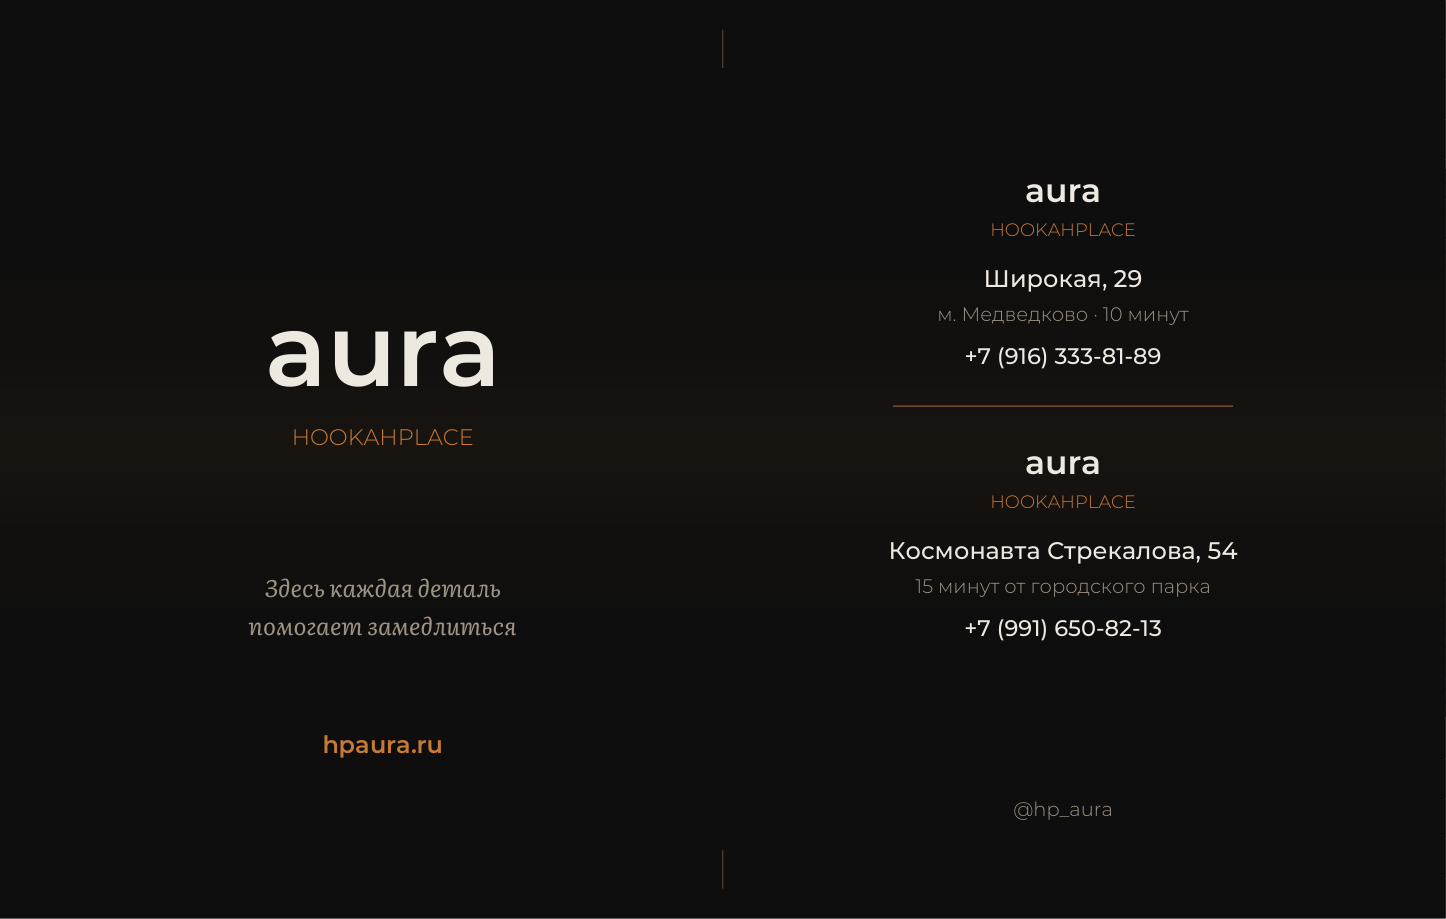 aura
HOOKAHPLACE
Здесь каждая деталь
помогает замедлиться
hpaura.ru
aura
HOOKAHPLACE
Широкая, 29
м. Медведково · 10 минут
+7 (916) 333-81-89
aura
HOOKAHPLACE
Космонавта Стрекалова, 54
15 минут от городского парка
+7 (991) 650-82-13
@hp_aura